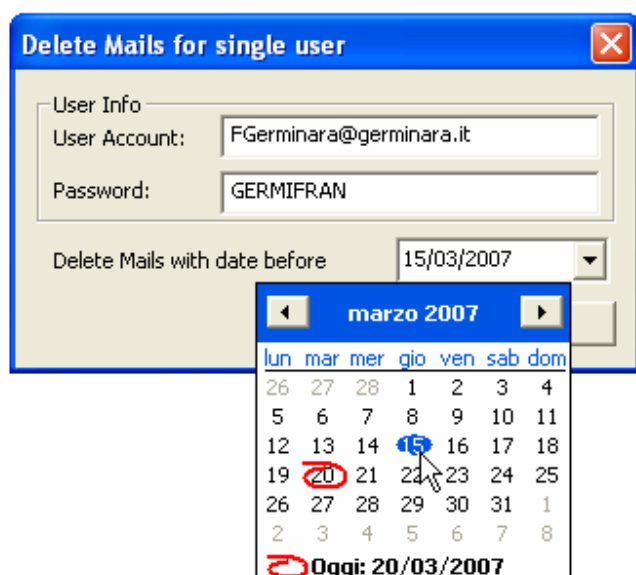 Delete Mails for single user
User Info
User Account: FGerminara@germinara.it
Password: GERMIFRAN
Delete Mails with date before 15/03/2007
marzo 2007
lun mar mer gio ven sab dom
26 27 28 1 2 3 4
5 6 7 8 9 10 11
12 13 14 15 16 17 18
19 20 21 22 23 24 25
26 27 28 29 30 31 1
2 3 4 5 6 7 8
Oggi: 20/03/2007